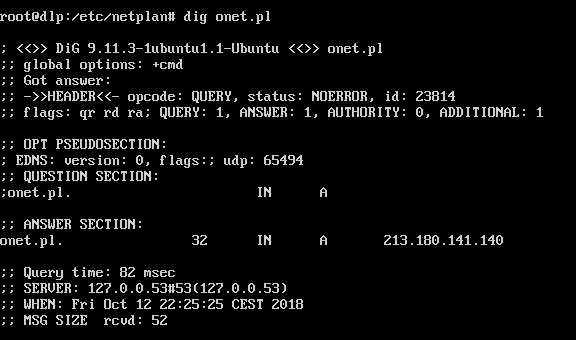 root@dlp:/etc/netplan# dig onet.pl
; <<>> DiG 9.11.3-1ubuntu1.1-Ubuntu <<>> onet.pl
;; global options: +cmd
;; Got answer:
;; ->>HEADER<<- opcode: QUERY, status: NOERROR, id: 23814
;; flags: qr rd ra; QUERY: 1, ANSWER: 1, AUTHORITY: 0, ADDITIONAL: 1
;; OPT PSEUDOSECTION:
; EDNS: version: 0, flags:; udp: 65494
;; QUESTION SECTION:
;onet.pl. IN A
;; ANSWER SECTION:
onet.pl. 32 IN A 213.180.141.140
;; Query time: 82 msec
;; SERVER: 127.0.0.53#53(127.0.0.53)
;; WHEN: Fri Oct 12 22:25:25 CEST 2018
;; MSG SIZE rcvd: 52